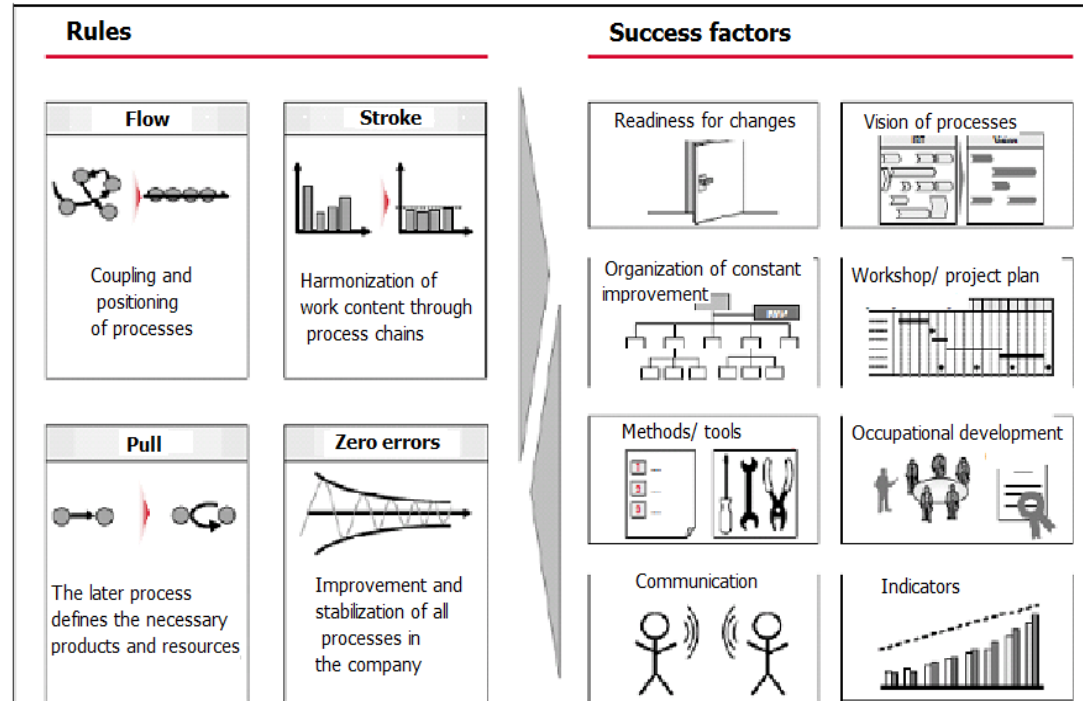 Rules
Success factors
Flow
Coupling and
positioning
of processes
Stroke
Harmonization of
work content through
process chains
Pull
The later process
defines the necessary
products and resources
Zero errors
Improvement and
stabilization of all
processes in
the company
Readiness for changes
Vision of processes
Organization of constant
improvement
Workshop/ project plan
Methods/ tools
1
3
Occupational development
Communication
Indicators